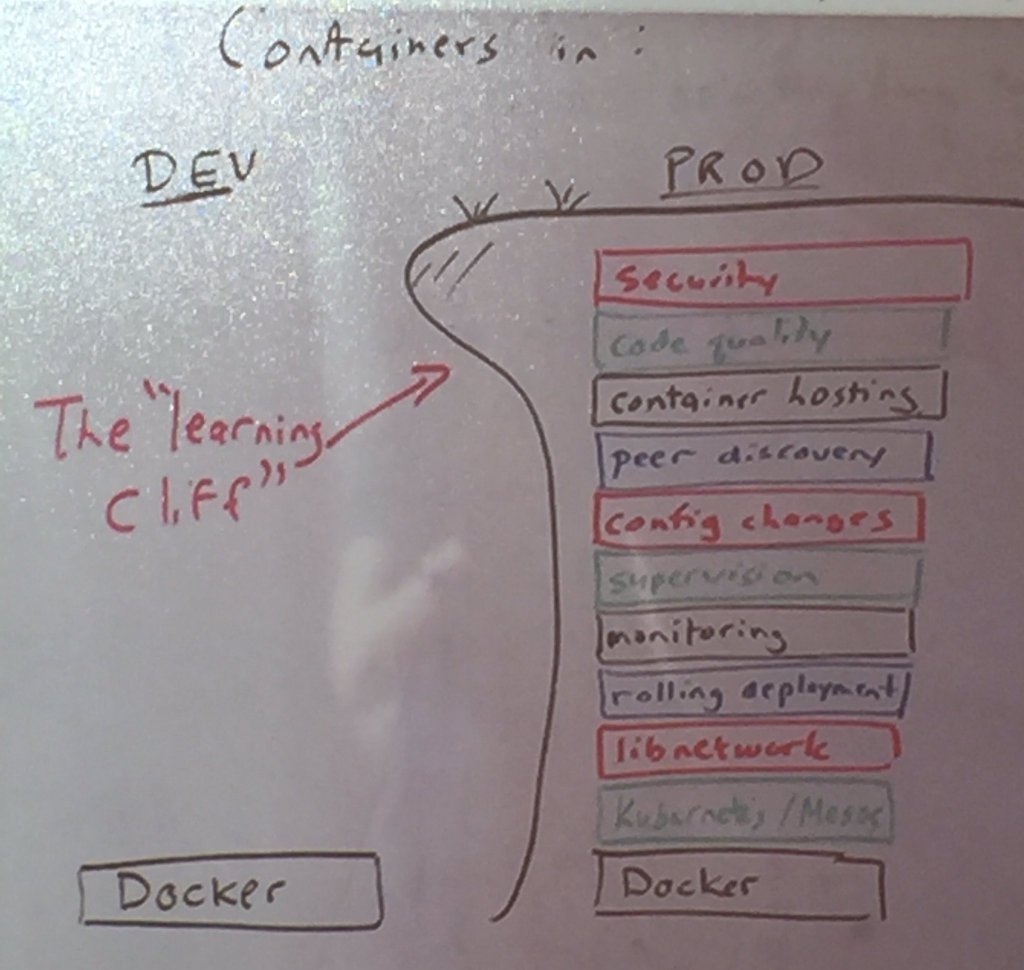 Containers in:
DEV
PROD
The "learning
Cliff"
security
code quality
container hosting
peer discovery
config changes
supervision
monitoring
rolling deployment
libnetwork
Kubernetes / Mesos
Docker
Docker